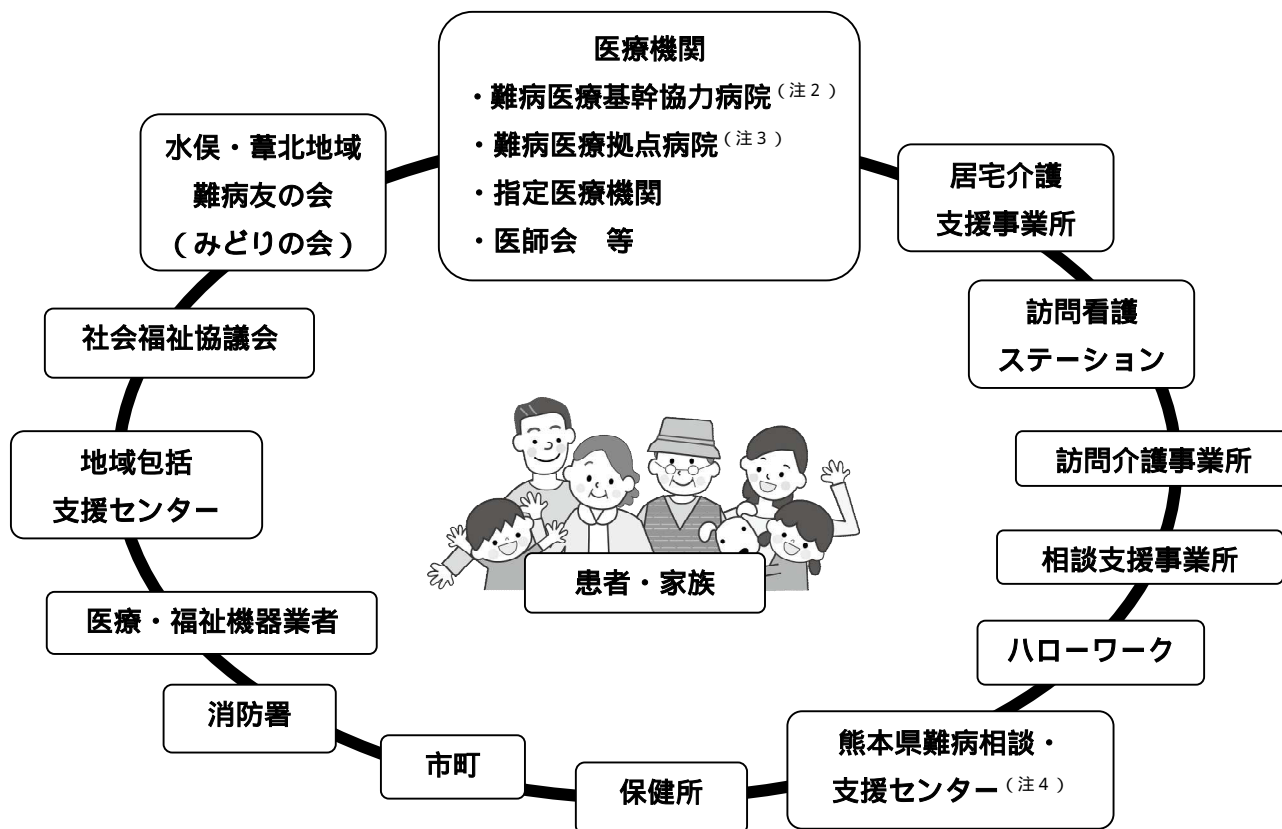 医療機関
・難病医療基幹協力病院(注2)
・難病医療拠点病院(注3)
・指定医療機関
・医師会　等
居宅介護
支援事業所
訪問看護
ステーション
訪問介護事業所
相談支援事業所
ハローワーク
熊本県難病相談・
支援センター(注4)
保健所
市町
消防署
医療・福祉機器業者
地域包括
支援センター
社会福祉協議会
水俣・葦北地域
難病友の会
(みどりの会)
患者・家族